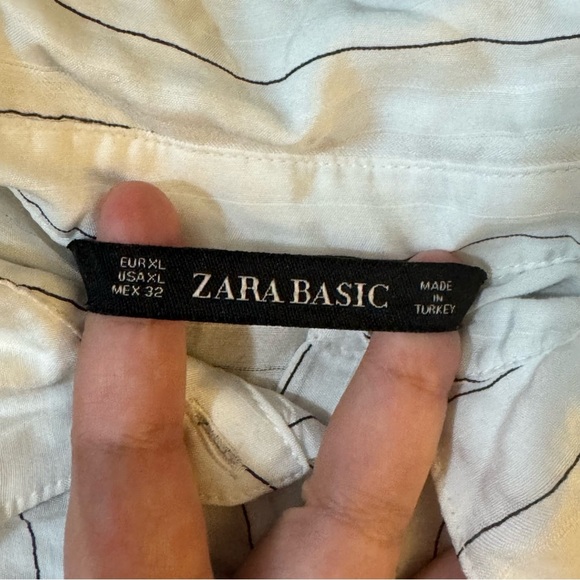 EUR XL
USA XL
MEX 32
ZARA BASIC
MADE
IN
TURKEY